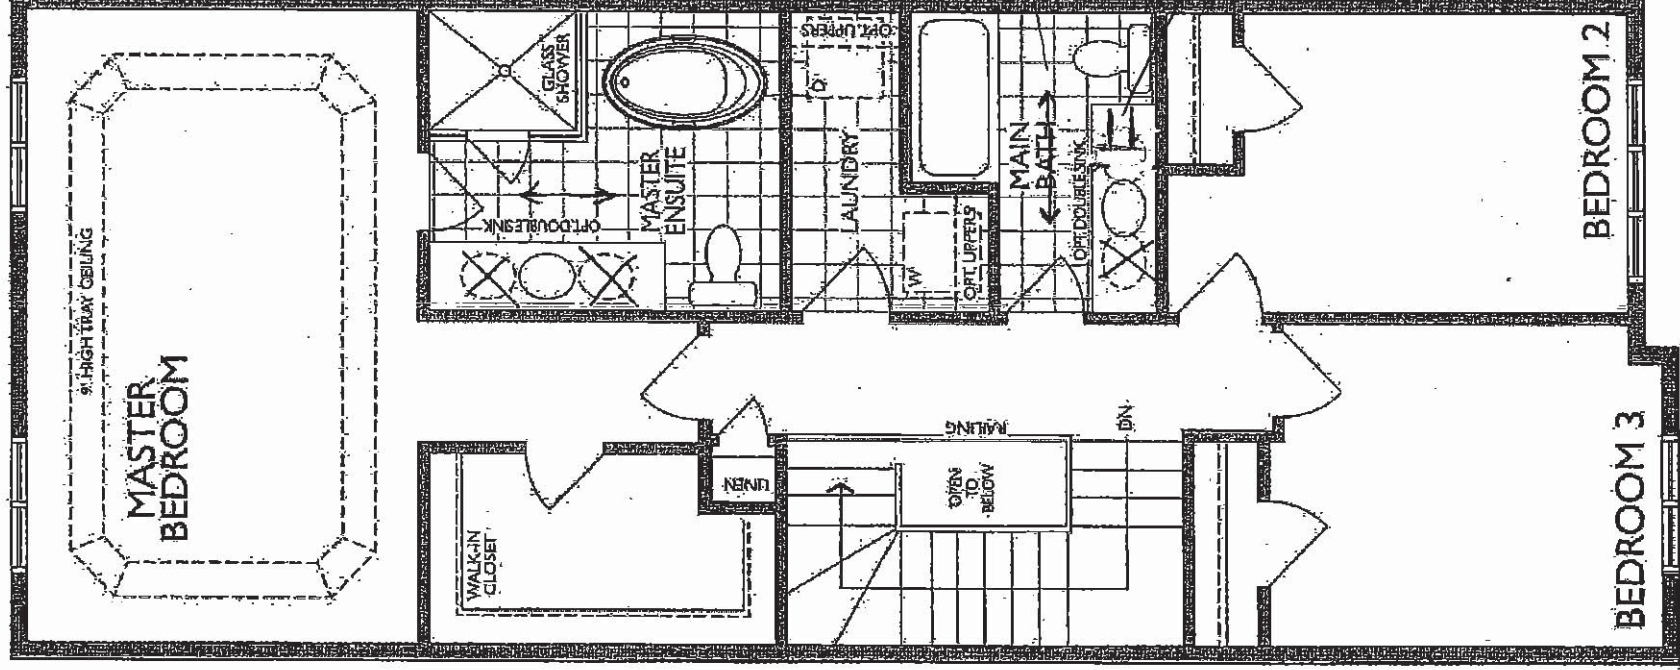 MASTER
BEDROOM
9' HIGH TRAY CEILING
GLASS
SHOWER
MASTER
ENSUITE
OPT. DOUBLE SINK
OPT. UPPERS
D
LAUNDRY
W
OPT. UPPERS
MAIN
BATH
OPT. DOUBLE SINK
BEDROOM 2
WALK-IN
CLOSET
LINEN
RAILING
OPEN
TO
BELOW
DN
BEDROOM 3